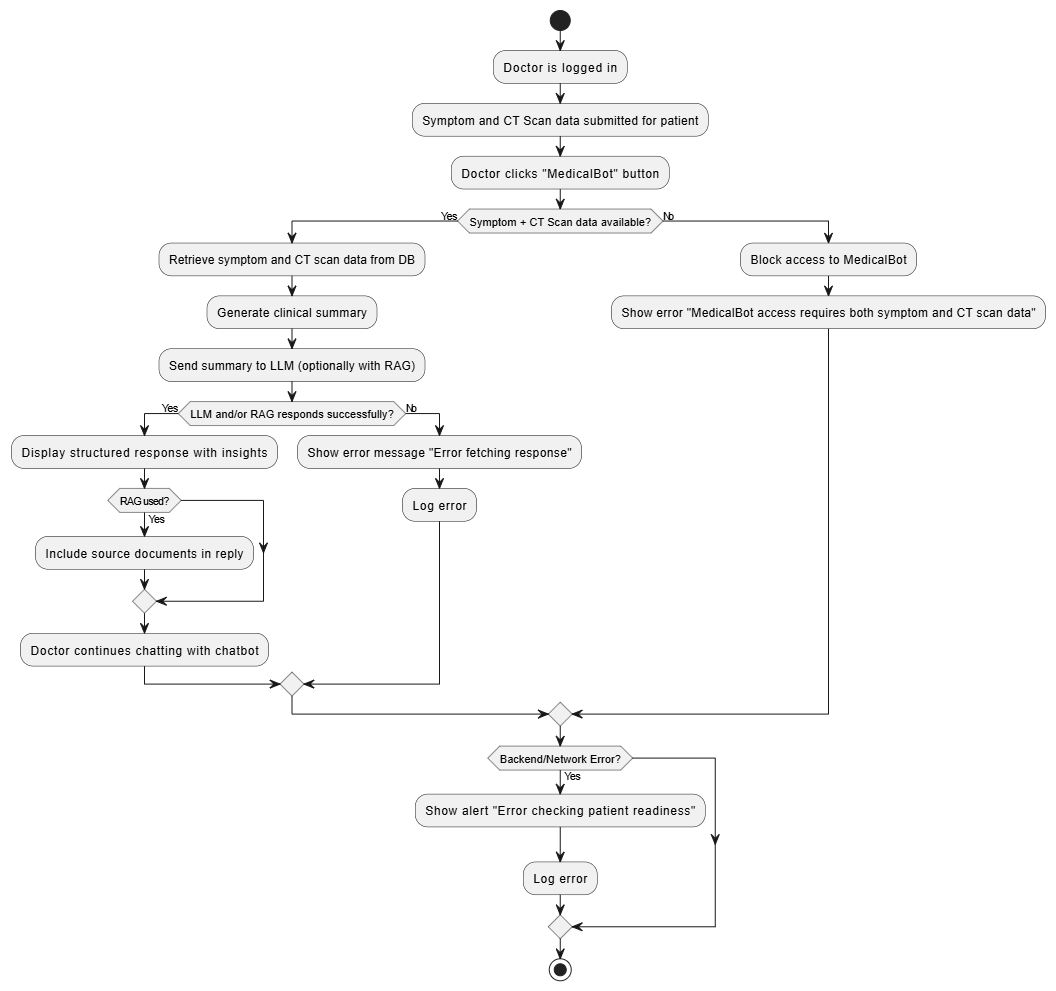 Doctor is logged in
Symptom and CT Scan data submitted for patient
Doctor clicks "MedicalBot" button
Yes
Symptom + CT Scan data available?
No
Retrieve symptom and CT scan data from DB
Block access to MedicalBot
Generate clinical summary
Show error "MedicalBot access requires both symptom and CT scan data"
Send summary to LLM (optionally with RAG)
Yes
LLM and/or RAG responds successfully?
No
Display structured response with insights
Show error message "Error fetching response"
RAG used?
Log error
Yes
Include source documents in reply
Doctor continues chatting with chatbot
Backend/Network Error?
Yes
Show alert "Error checking patient readiness"
Log error